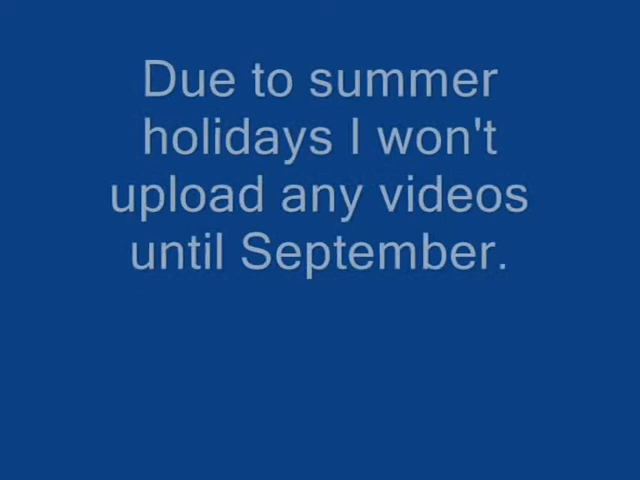 Due to summer
holidays I won't
upload any videos
until September.